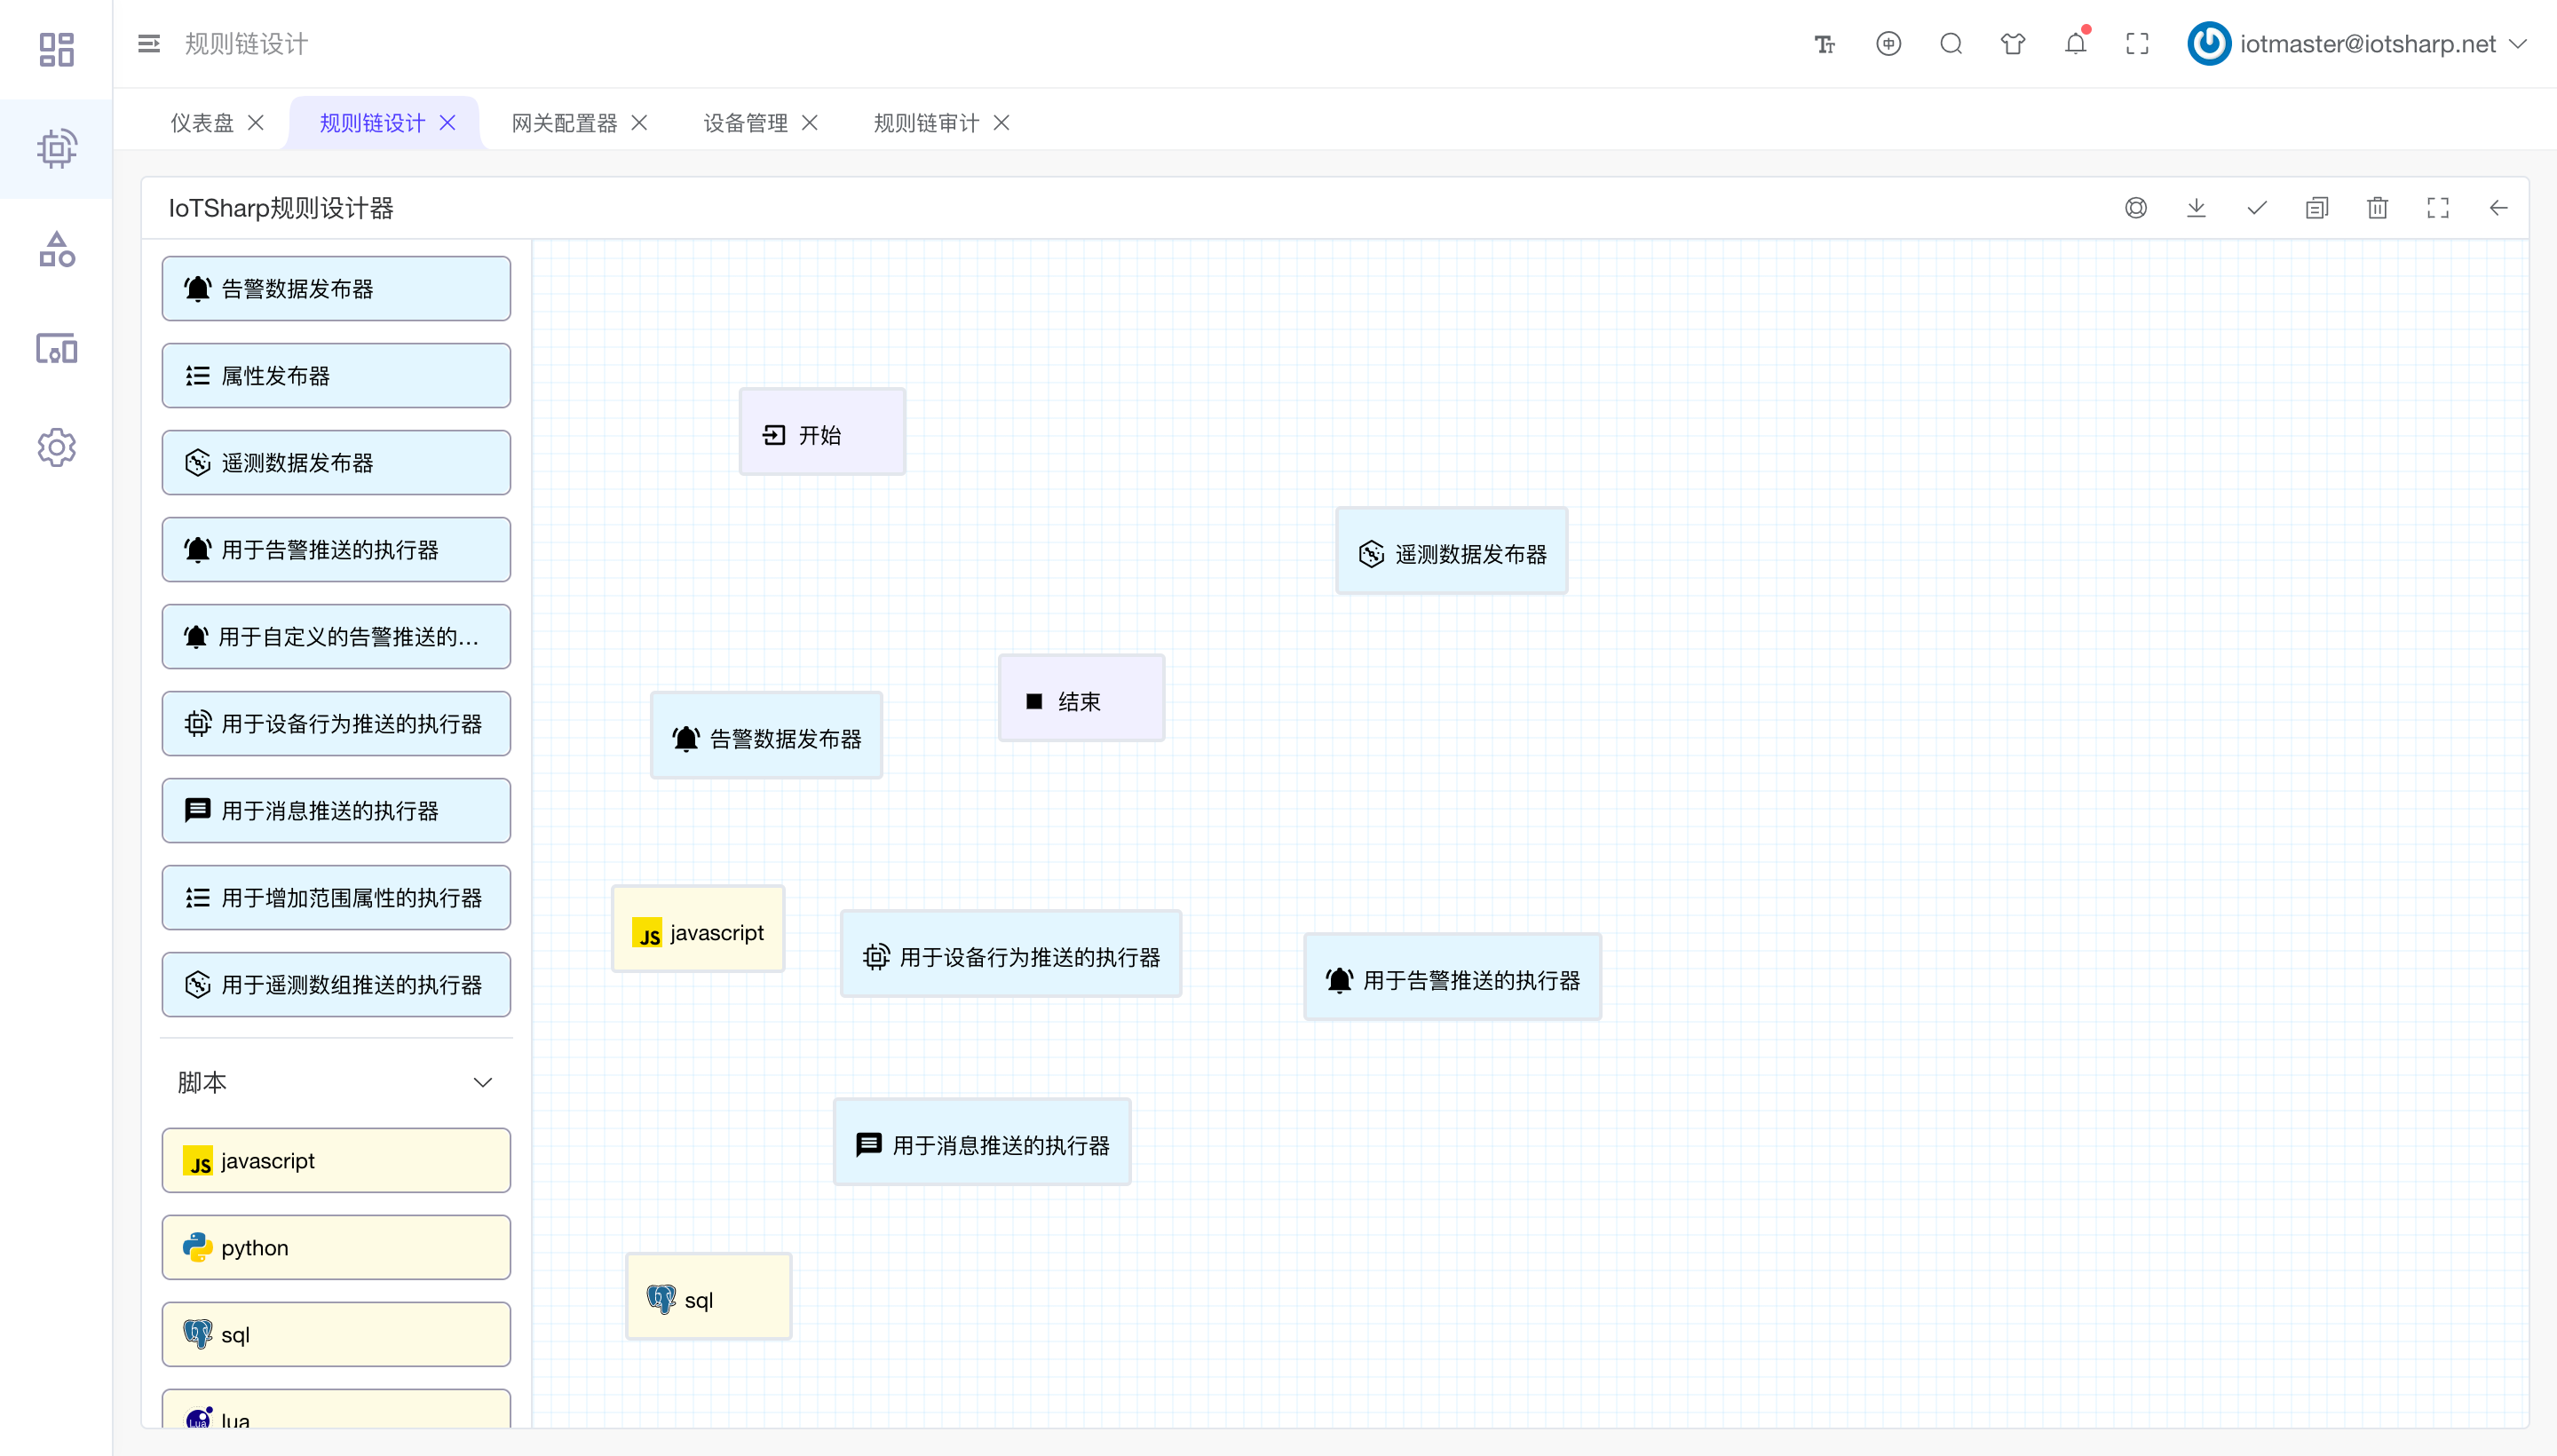 规则链设计
iotmaster@iotsharp.net
仪表盘
规则链设计
网关配置器
设备管理
规则链审计
IoTSharp规则设计器
告警数据发布器
属性发布器
遥测数据发布器
用于告警推送的执行器
用于自定义的告警推送的...
用于设备行为推送的执行器
用于消息推送的执行器
用于增加范围属性的执行器
用于遥测数组推送的执行器
脚本
JS javascript
python
sql
Lua lua
开始
遥测数据发布器
结束
告警数据发布器
JS javascript
用于设备行为推送的执行器
用于告警推送的执行器
用于消息推送的执行器
sql